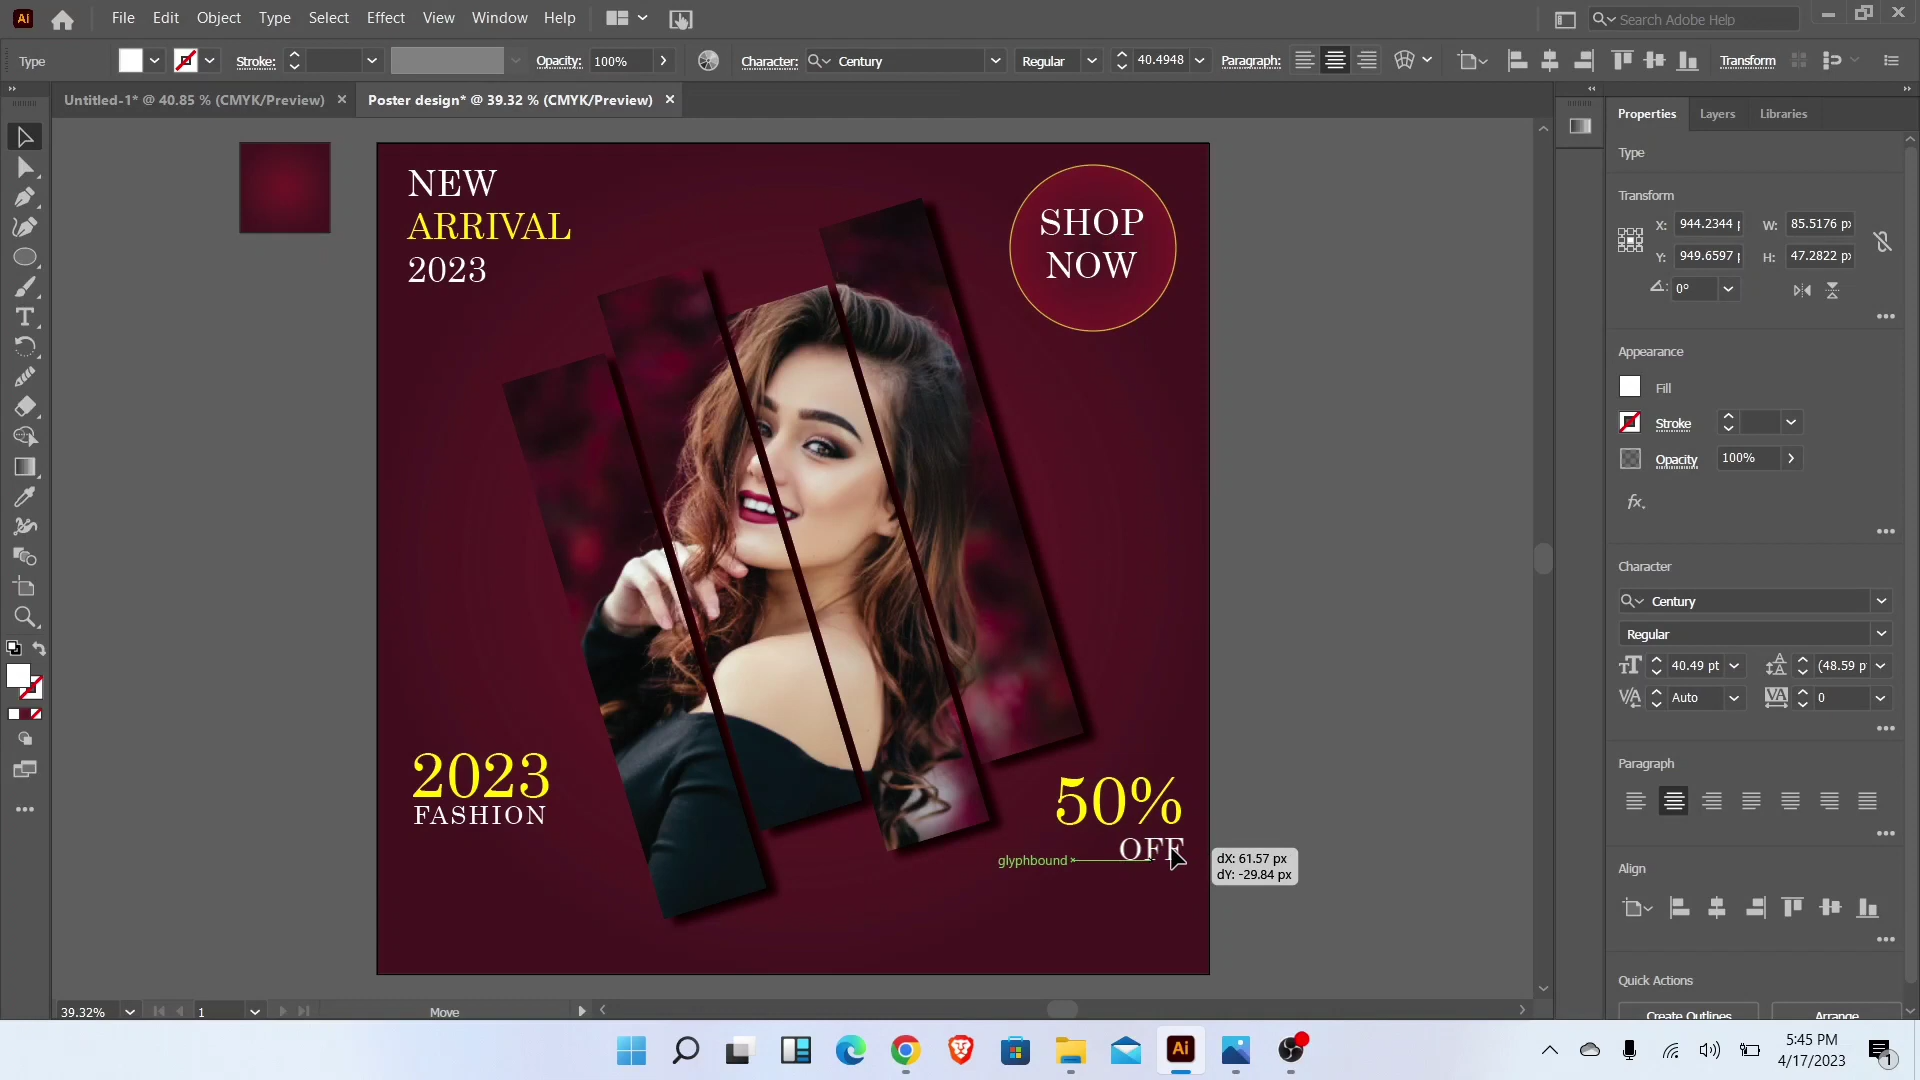 File Edit Object Type Select Effect View Window Help
Search Adobe Help
Type
Stroke:
Opacity: 100%
Character: Century
Regular
40.4948
Paragraph:
Transform
Untitled-1* @ 40.85 % (CMYK/Preview) ×
Poster design* @ 39.32 % (CMYK/Preview) ×
NEW
ARRIVAL
2023
SHOP
NOW
2023
FASHION
50%
OFF
glyphbound
dX: 61.57 px
dY: -29.84 px
Properties Layers Libraries
Type
Transform
X: 944.2344 W: 85.5176 px
Y: 949.6597 H: 47.2822 px
0°
Appearance
Fill
Stroke
Opacity 100%
fx.
Character
Century
Regular
40.49 pt (48.59 p
Auto 0
Paragraph
Align
Quick Actions
Create Outlines Arrange
39.32% 1 Move
Ai
5:45 PM
4/17/2023
1